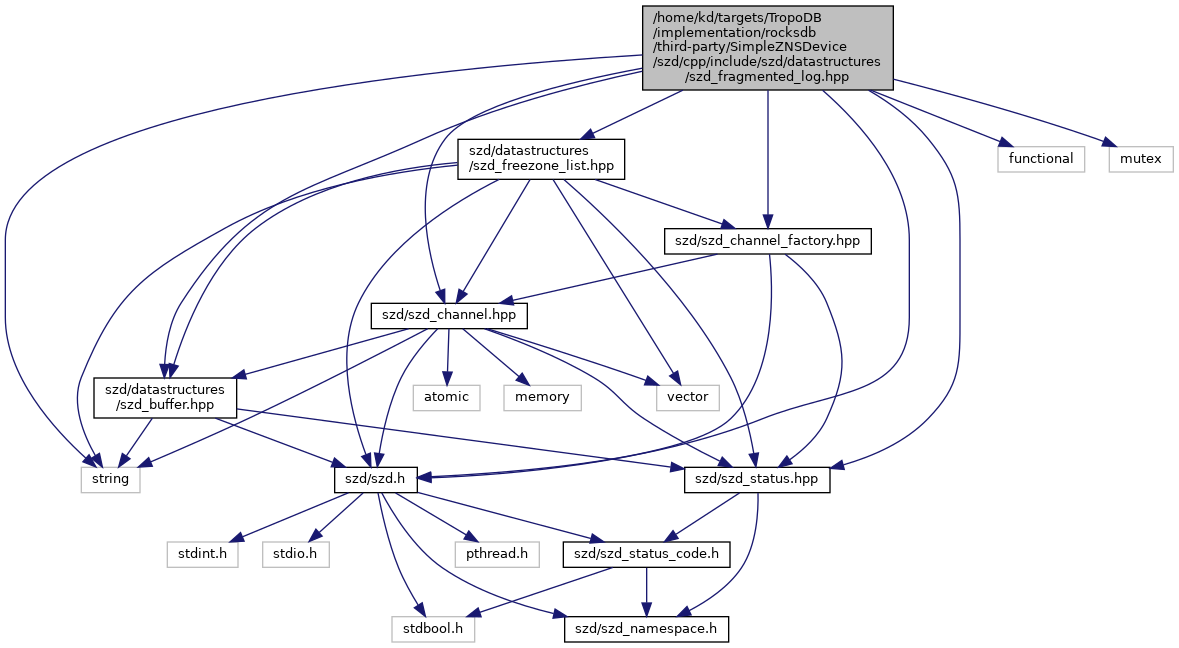 /home/kd/targets/TropoDB
/implementation/rocksdb
/third-party/SimpleZNSDevice
/szd/cpp/include/szd/datastructures
/szd_fragmented_log.hpp
szd/datastructures
/szd_freezone_list.hpp
functional
mutex
szd/szd_channel_factory.hpp
szd/szd_channel.hpp
szd/datastructures
/szd_buffer.hpp
atomic
memory
vector
string
szd/szd.h
szd/szd_status.hpp
stdint.h
stdio.h
pthread.h
szd/szd_status_code.h
stdbool.h
szd/szd_namespace.h